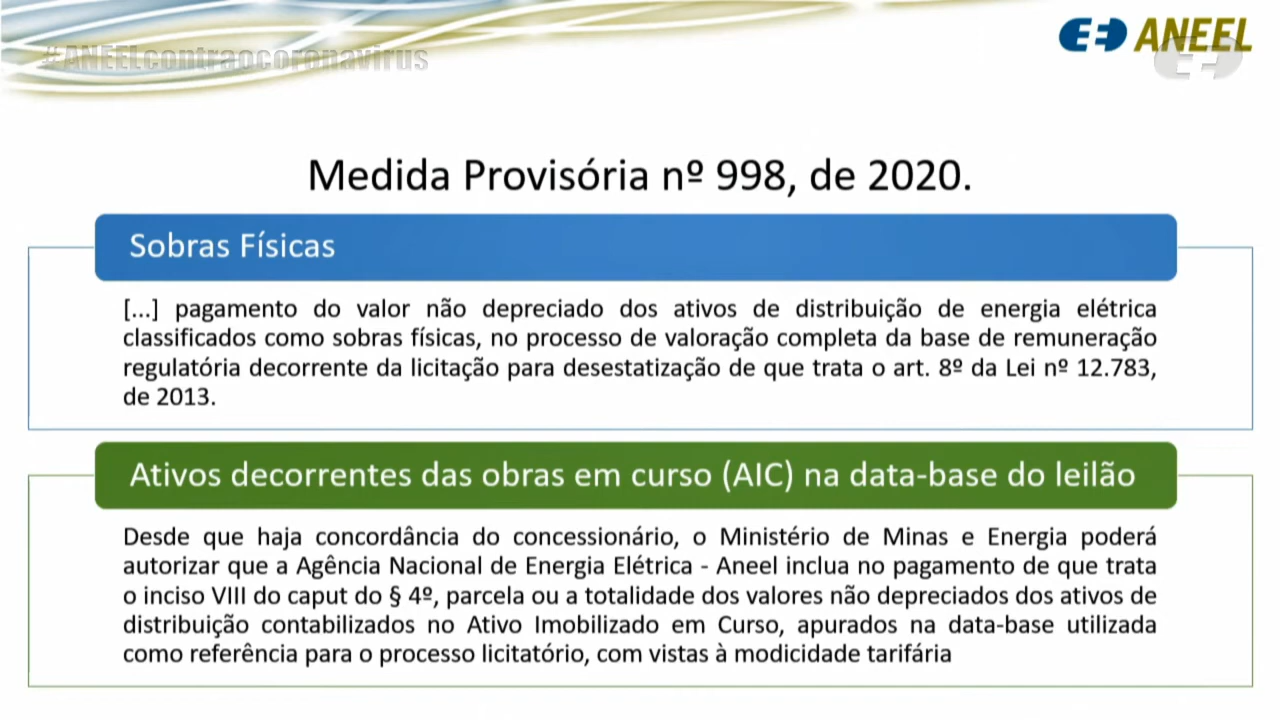 #ANEELcontraocoronavirus
ANEEL
Medida Provisória nº 998, de 2020.
Sobras Físicas
[...] pagamento do valor não depreciado dos ativos de distribuição de energia elétrica
classificados como sobras físicas, no processo de valoração completa da base de remuneração
regulatória decorrente da licitação para desestatização de que trata o art. 8º da Lei nº 12.783,
de 2013.
Ativos decorrentes das obras em curso (AIC) na data-base do leilão
Desde que haja concordância do concessionário, o Ministério de Minas e Energia poderá
autorizar que a Agência Nacional de Energia Elétrica - Aneel inclua no pagamento de que trata
o inciso VIII do caput do § 4º, parcela ou a totalidade dos valores não depreciados dos ativos de
distribuição contabilizados no Ativo Imobilizado em Curso, apurados na data-base utilizada
como referência para o processo licitatório, com vistas à modicidade tarifária